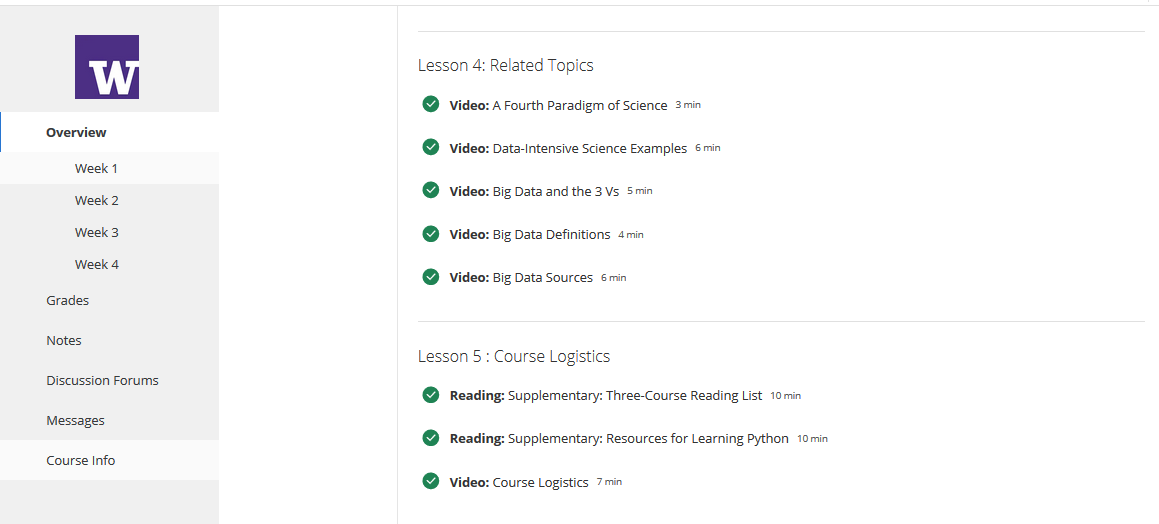 W
Overview
Week 1
Week 2
Week 3
Week 4
Grades
Notes
Discussion Forums
Messages
Course Info
Lesson 4: Related Topics
Video: A Fourth Paradigm of Science 3 min
Video: Data-Intensive Science Examples 6 min
Video: Big Data and the 3 Vs 5 min
Video: Big Data Definitions 4 min
Video: Big Data Sources 6 min
Lesson 5 : Course Logistics
Reading: Supplementary: Three-Course Reading List 10 min
Reading: Supplementary: Resources for Learning Python 10 min
Video: Course Logistics 7 min